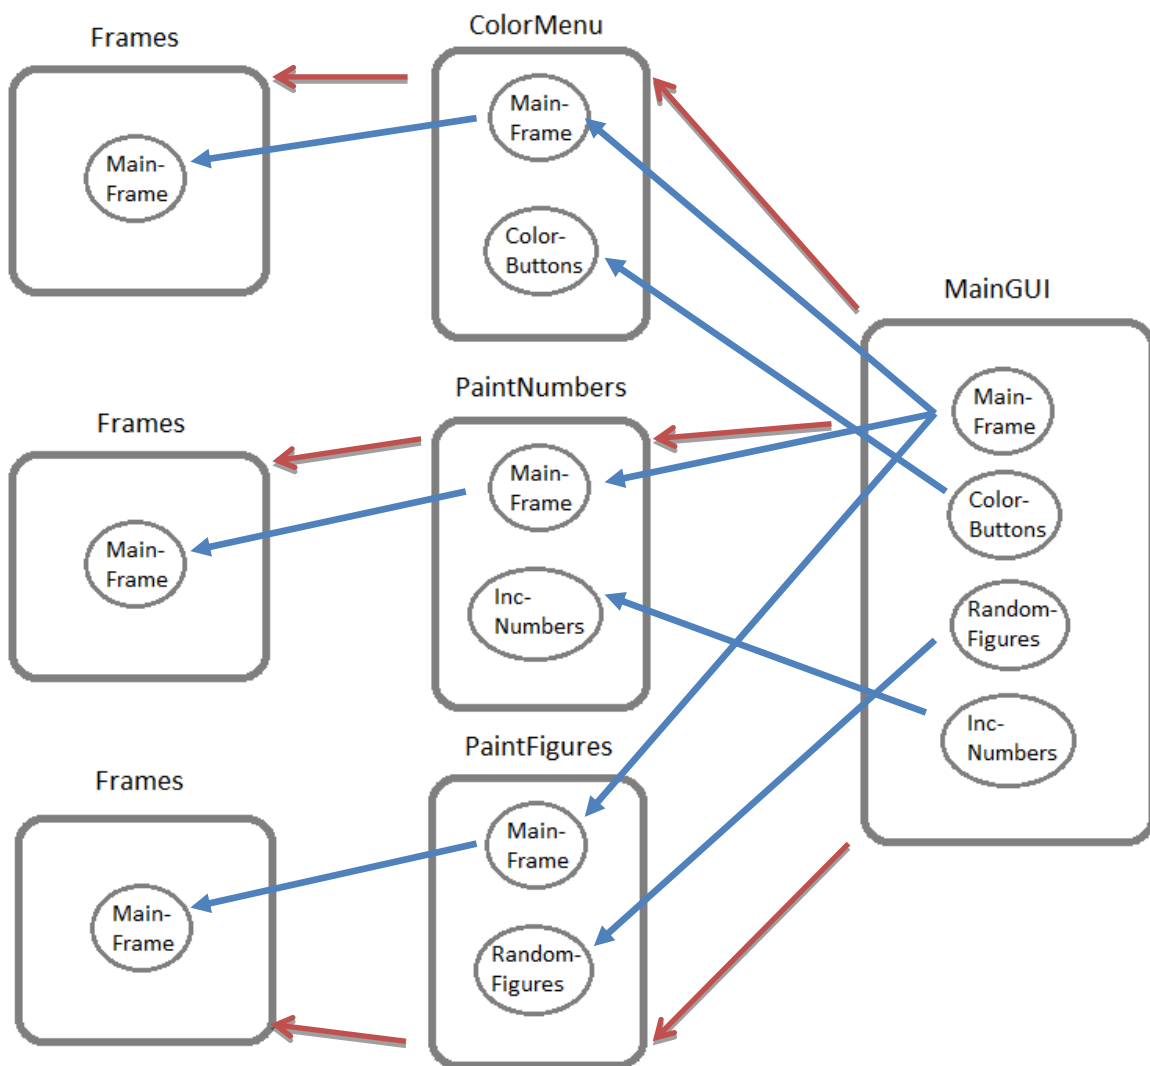 Frames
Main-
Frame
ColorMenu
Main-
Frame
Color-
Buttons
Frames
Main-
Frame
PaintNumbers
Main-
Frame
Inc-
Numbers
Frames
Main-
Frame
PaintFigures
Main-
Frame
Random-
Figures
MainGUI
Main-
Frame
Color-
Buttons
Random-
Figures
Inc-
Numbers